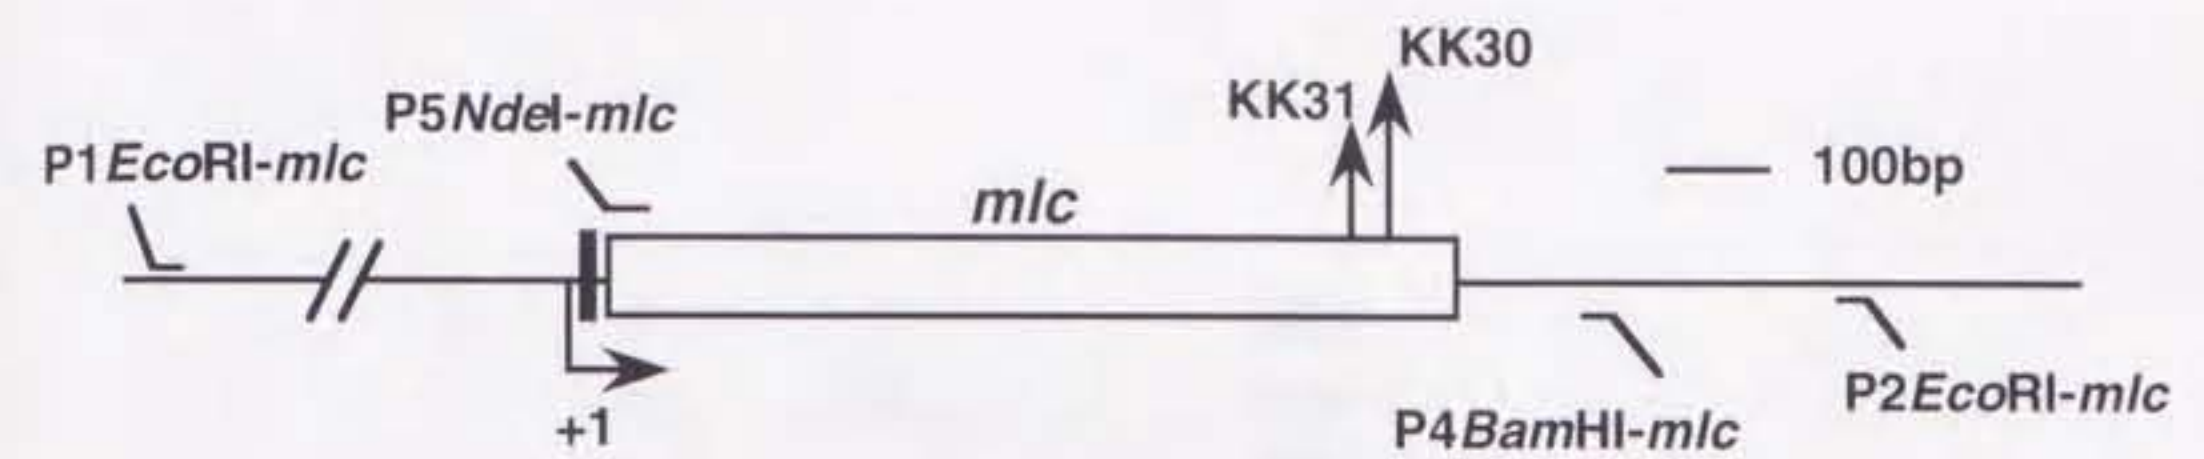 KK30
KK31
P5NdeI-mlc
P1EcoRI-mlc
100bp
mlc
+1
P2EcoRI-mlc
P4BamHI-mlc